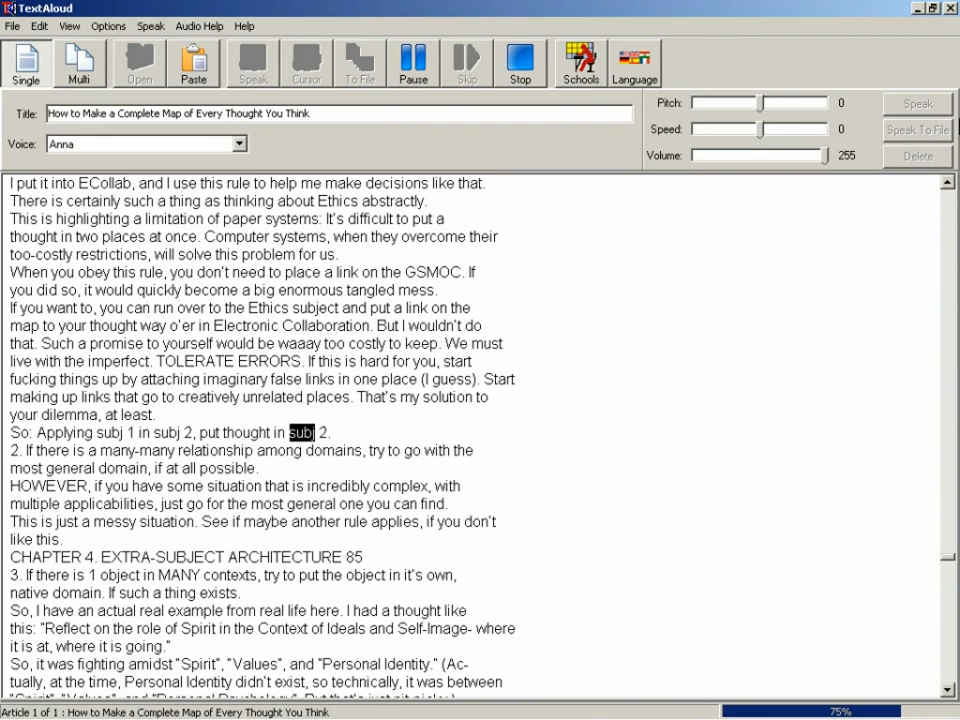 TextAloud
File Edit View Options Speak Audio Help Help
Single Multi Open Paste Speak Cursor To File Pause Skip Stop Schools Language
Title: How to Make a Complete Map of Every Thought You Think
Voice: Anna
Pitch: 0 Speak
Speed: 0 Speak To File
Volume: 255 Delete
I put it into ECollab, and I use this rule to help me make decisions like that.
There is certainly such a thing as thinking about Ethics abstractly.
This is highlighting a limitation of paper systems: It's difficult to put a
thought in two places at once. Computer systems, when they overcome their
too-costly restrictions, will solve this problem for us.
When you obey this rule, you don't need to place a link on the GSMOC. If
you did so, it would quickly become a big enormous tangled mess.
If you want to, you can run over to the Ethics subject and put a link on the
map to your thought way o'er in Electronic Collaboration. But I wouldn't do
that. Such a promise to yourself would be waaay too costly to keep. We must
live with the imperfect. TOLERATE ERRORS. If this is hard for you, start
fucking things up by attaching imaginary false links in one place (I guess). Start
making up links that go to creatively unrelated places. That's my solution to
your dilemma, at least.
So: Applying subj 1 in subj 2, put thought in subj 2.
2. If there is a many-many relationship among domains, try to go with the
most general domain, if at all possible.
HOWEVER, if you have some situation that is incredibly complex, with
multiple applicabilities, just go for the most general one you can find.
This is just a messy situation. See if maybe another rule applies, if you don't
like this.
CHAPTER 4. EXTRA-SUBJECT ARCHITECTURE 85
3. If there is 1 object in MANY contexts, try to put the object in it's own,
native domain. If such a thing exists.
So, I have an actual real example from real life here. I had a thought like
this: "Reflect on the role of Spirit in the Context of Ideals and Self-Image- where
it is at, where it is going."
So, it was fighting amidst "Spirit", "Values", and "Personal Identity." (Ac-
tually, at the time, Personal Identity didn't exist, so technically, it was between
"Spirit", "Values", and "Personal Psychology". But that's just nit-picky.)
Article 1 of 1 : How to Make a Complete Map of Every Thought You Think 75%